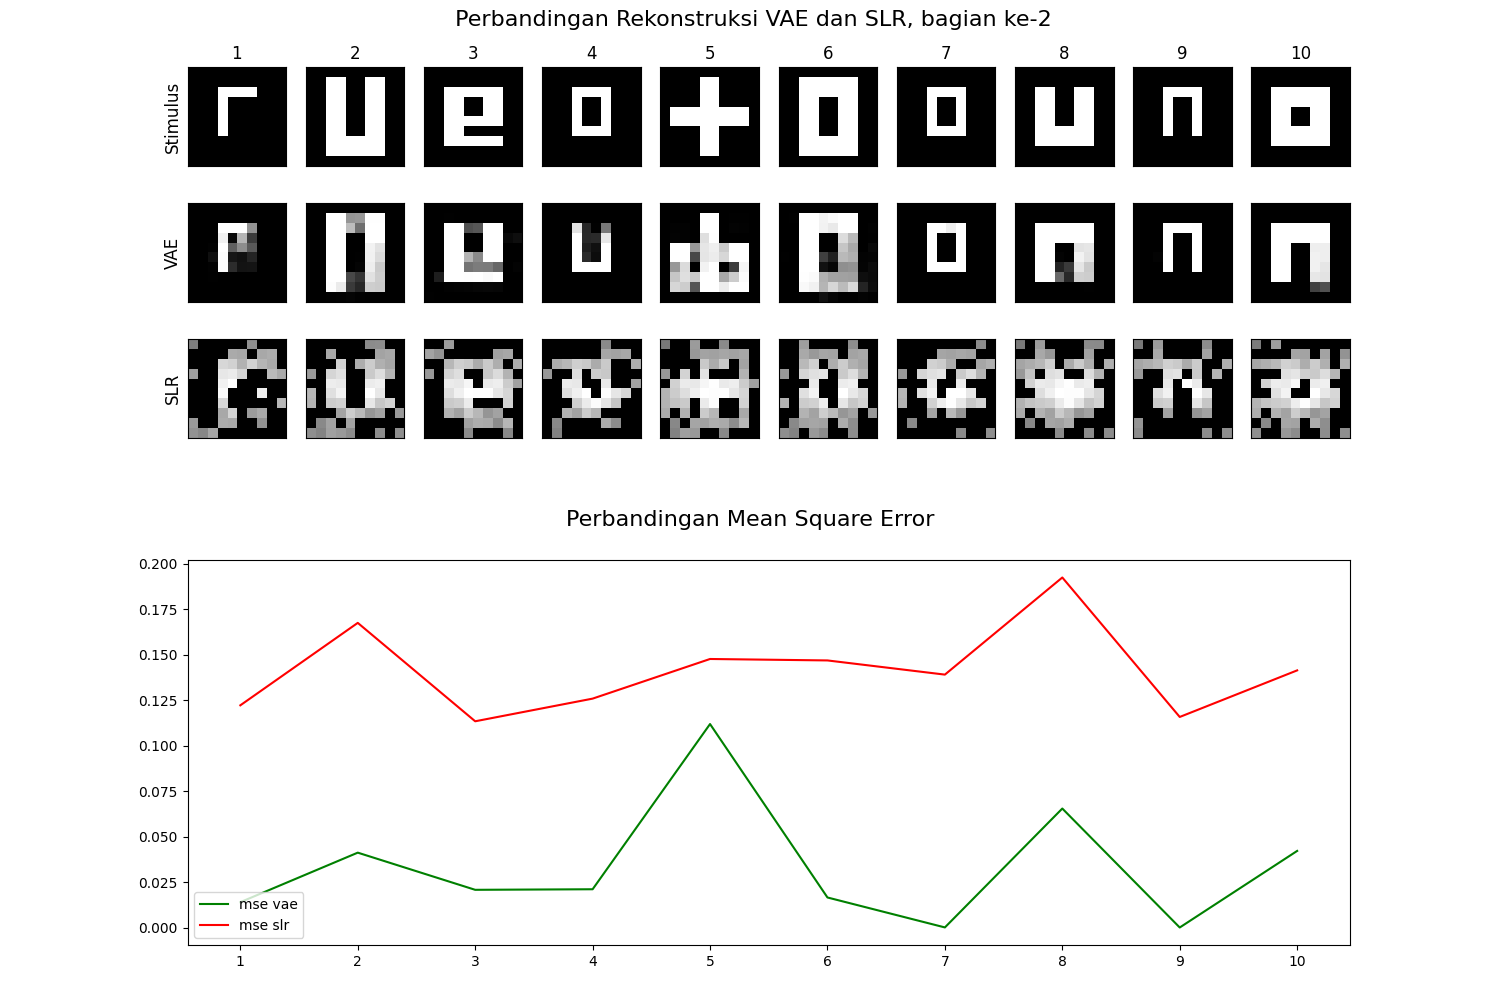 Perbandingan Rekonstruksi VAE dan SLR, bagian ke-2
1 2 3 4 5 6 7 8 9 10
Stimulus
VAE
SLR
Perbandingan Mean Square Error
0.200
0.175
0.150
0.125
0.100
0.075
0.050
0.025
0.000
mse vae
mse slr
1 2 3 4 5 6 7 8 9 10